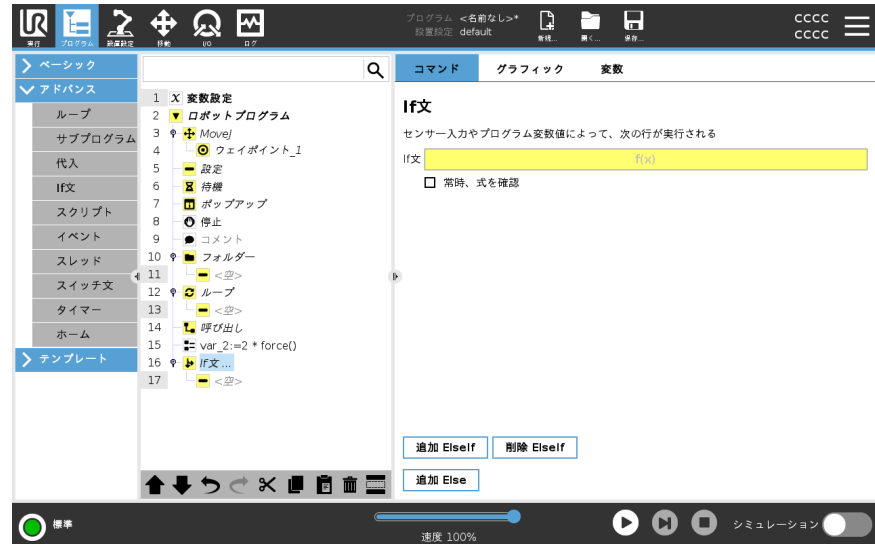 UR
実行
プログラム
設置設定
移動
I/O
ログ
プログラム <名前なし>*
設置設定 default
新規...
開く...
保存...
CCCC
CCCC
ベーシック
アドバンス
ループ
サブプログラム
代入
If文
スクリプト
イベント
スレッド
スイッチ文
タイマー
ホーム
テンプレート
1 X 変数設定
2 ロボットプログラム
3 MoveJ
4 ウェイポイント_1
5 設定
6 待機
7 ポップアップ
8 停止
9 コメント
10 フォルダー
11 <空>
12 ループ
13 <空>
14 呼び出し
15 var_2:=2 * force()
16 If文 ...
17 <空>
コマンド グラフィック 変数
If文
センサー入力やプログラム変数値によって、次の行が実行される
If文 f(x)
常時、式を確認
追加 ElseIf 削除 ElseIf
追加 Else
標準
速度 100%
シミュレーション